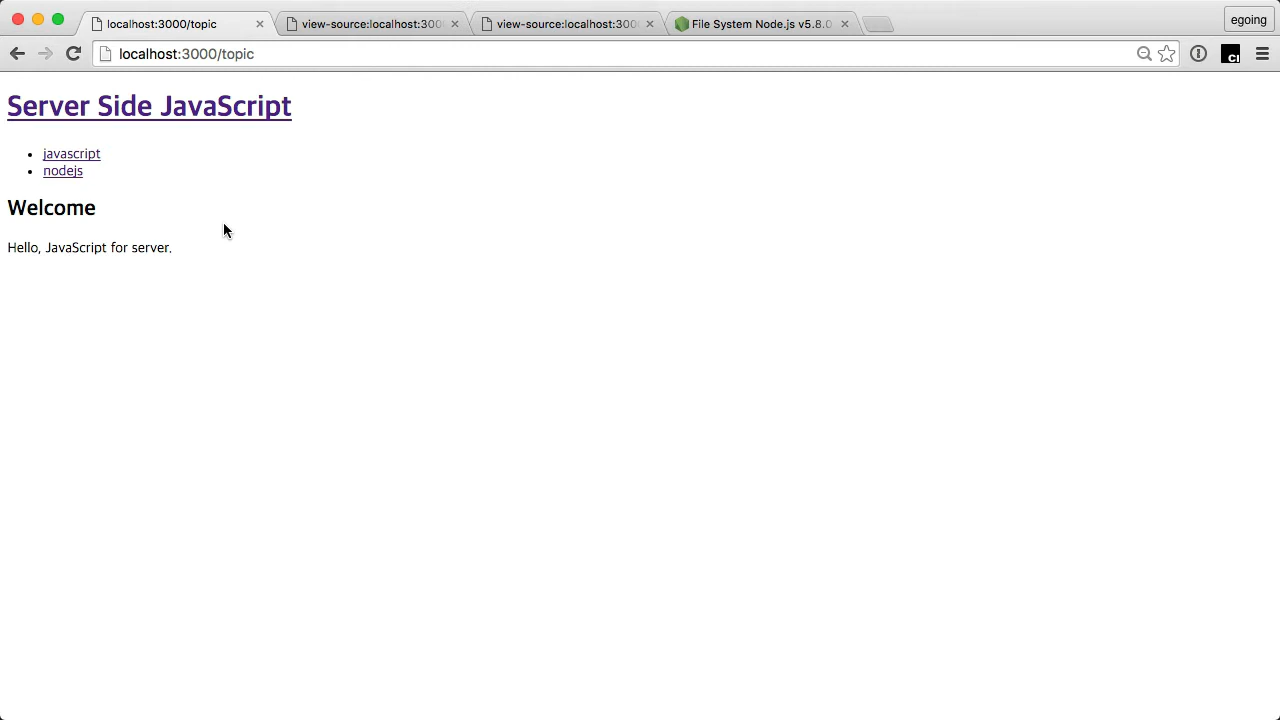 localhost:3000/topic
view-source:localhost:300
view-source:localhost:300
File System Node.js v5.8.0
egoing
localhost:3000/topic
CI
Server Side JavaScript
javascript
nodejs
Welcome
Hello, JavaScript for server.